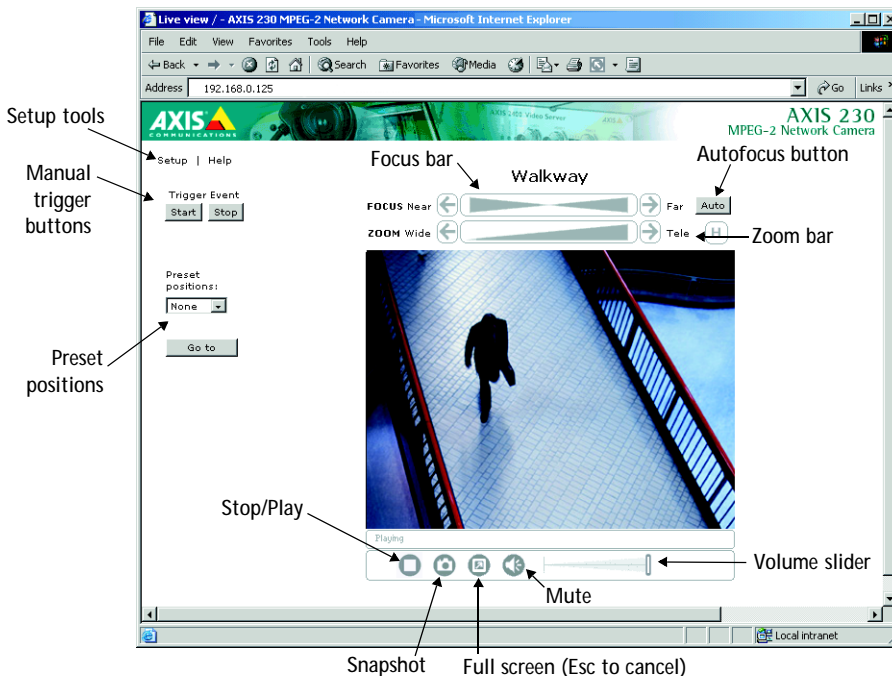 Live view / - AXIS 230 MPEG-2 Network Camera - Microsoft Internet Explorer
File Edit View Favorites Tools Help
Back Search Favorites Media
Address 192.168.0.125 Go Links »
AXIS
COMMUNICATIONS
AXIS 230
MPEG-2 Network Camera
Setup tools
Setup | Help
Manual
trigger
buttons
Trigger Event
Start Stop
Focus bar
Walkway
Autofocus button
FOCUS Near Far Auto
ZOOM Wide Tele H
Zoom bar
Preset
positions:
None
Go to
Preset
positions
Stop/Play
Playing
Volume slider
Mute
Local intranet
Snapshot
Full screen (Esc to cancel)